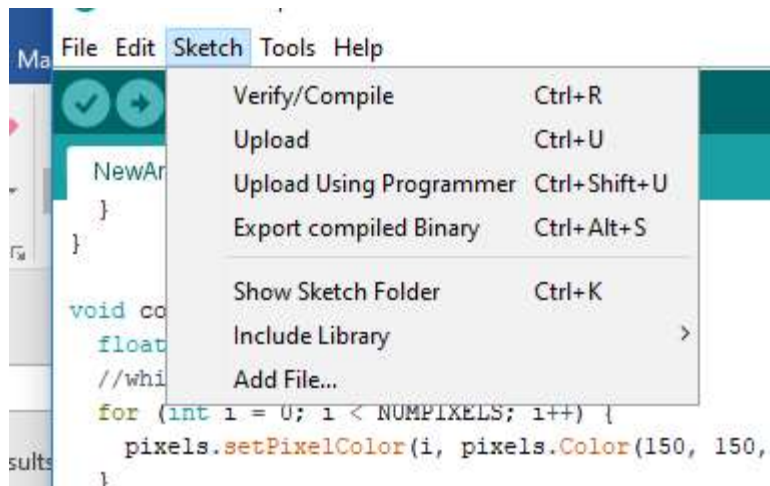 Ma
File Edit Sketch Tools Help
Verify/Compile Ctrl+R
Upload Ctrl+U
NewAr
Upload Using Programmer Ctrl+Shift+U
}
Export compiled Binary Ctrl+Alt+S
}
Show Sketch Folder Ctrl+K
void co
Include Library >
float
Add File...
//whi
for (int i = 0; i < NUMPIXELS; i++) {
pixels.setPixelColor(i, pixels.Color(150, 150,
sults
}